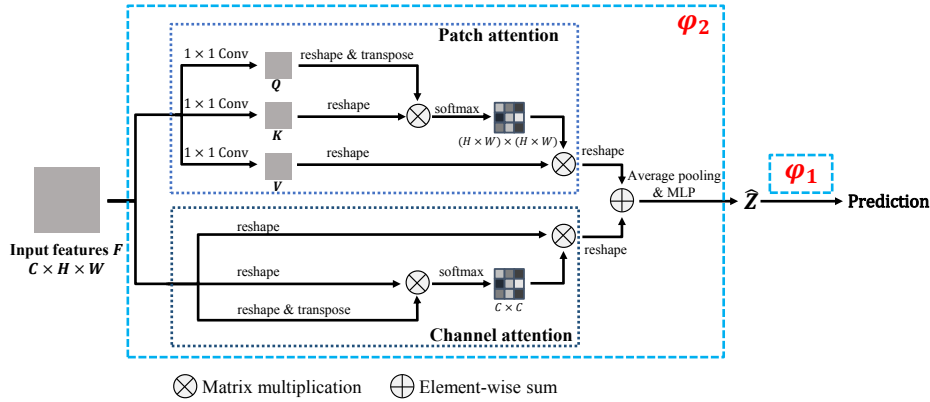 Patch attention
φ₂
1 × 1 Conv
reshape & transpose
Q
1 × 1 Conv
reshape
softmax
K
(H × W) × (H × W)
1 × 1 Conv
reshape
reshape
V
Average pooling
& MLP
Ẑ
φ₁
Prediction
Input features F
C × H × W
reshape
reshape
reshape
softmax
C × C
reshape & transpose
Channel attention
Matrix multiplication
Element-wise sum